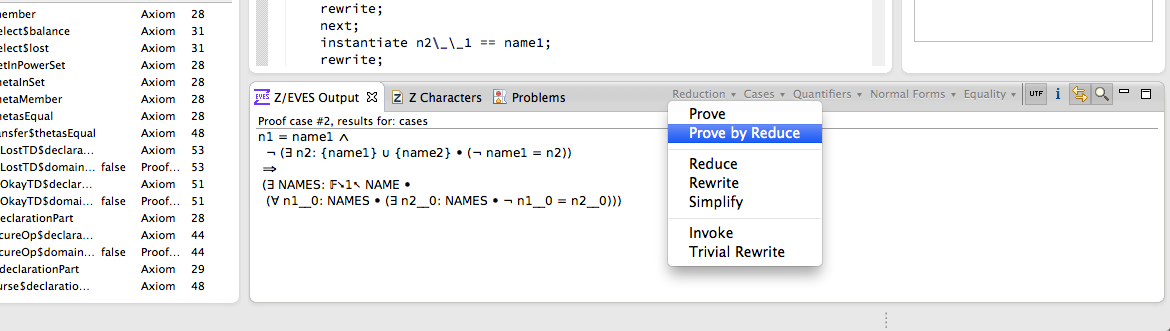 member Axiom 28
elect$balance Axiom 31
elect$lost Axiom 31
etInPowerSet Axiom 28
hetaInSet Axiom 28
hetaMember Axiom 28
hetasEqual Axiom 28
ansfer$thetasEqual Axiom 48
LostTD$declara... Axiom 53
LostTD$domain... false Proof... 53
OkayTD$declar... Axiom 51
OkayTD$domai... false Proof... 51
eclarationPart Axiom 28
cureOp$declara... Axiom 44
cureOp$domain... false Proof... 44
declarationPart Axiom 29
urse$declaratio... Axiom 48
rewrite;
next;
instantiate n2\_\_1 == name1;
rewrite;
Z/EVES Output Z Characters Problems
Reduction Cases Quantifiers Normal Forms Equality UTF i
Proof case #2, results for: cases
n1 = name1 ∧
¬ (∃ n2: {name1} ∪ {name2} • (¬ name1 = n2))
⇒
(∃ NAMES: 𝔽↘1↖ NAME •
(∀ n1__0: NAMES • (∃ n2__0: NAMES • ¬ n1__0 = n2__0)))
Prove
Prove by Reduce
Reduce
Rewrite
Simplify
Invoke
Trivial Rewrite